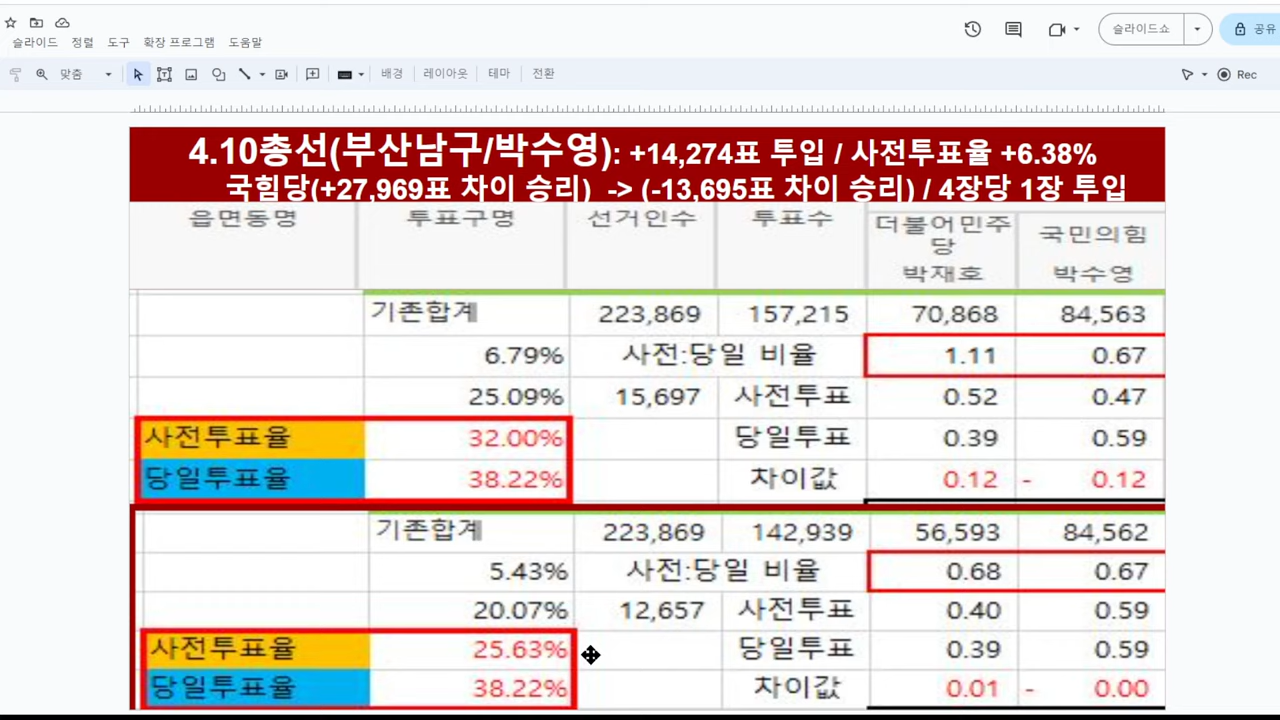 슬라이드 정렬 도구 확장 프로그램 도움말
슬라이드쇼
공유
맞춤
배경 레이아웃 테마 전환
Rec
4.10총선(부산남구/박수영): +14,274표 투입 / 사전투표율 +6.38%
국힘당(+27,969표 차이 승리) -> (-13,695표 차이 승리) / 4장당 1장 투입
읍면동명 투표구명 선거인수 투표수 더불어민주당 박재호 국민의힘 박수영
기존합계 223,869 157,215 70,868 84,563
6.79% 사전:당일 비율 1.11 0.67
25.09% 15,697 사전투표 0.52 0.47
사전투표율 32.00% 당일투표 0.39 0.59
당일투표율 38.22% 차이값 0.12 - 0.12
기존합계 223,869 142,939 56,593 84,562
5.43% 사전:당일 비율 0.68 0.67
20.07% 12,657 사전투표 0.40 0.59
사전투표율 25.63% 당일투표 0.39 0.59
당일투표율 38.22% 차이값 0.01 - 0.00